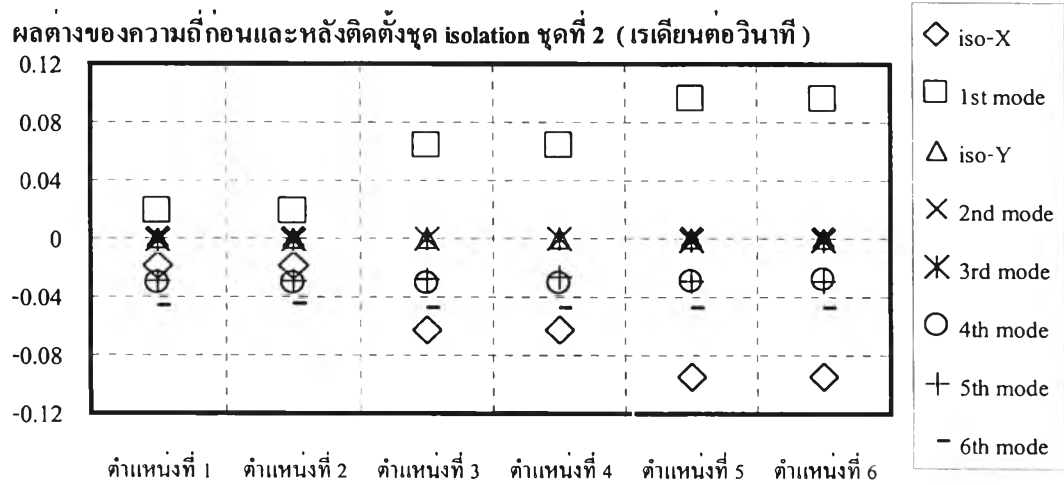 ผลต่างของความถี่ก่อนและหลังติดตั้งชุด isolation ชุดที่ 2 ( เรเดียนต่อวินาที )
0.12
0.08
0.04
0
-0.04
-0.08
-0.12
ตำแหน่งที่ 1 ตำแหน่งที่ 2 ตำแหน่งที่ 3 ตำแหน่งที่ 4 ตำแหน่งที่ 5 ตำแหน่งที่ 6
iso-X
1st mode
iso-Y
2nd mode
3rd mode
4th mode
5th mode
6th mode